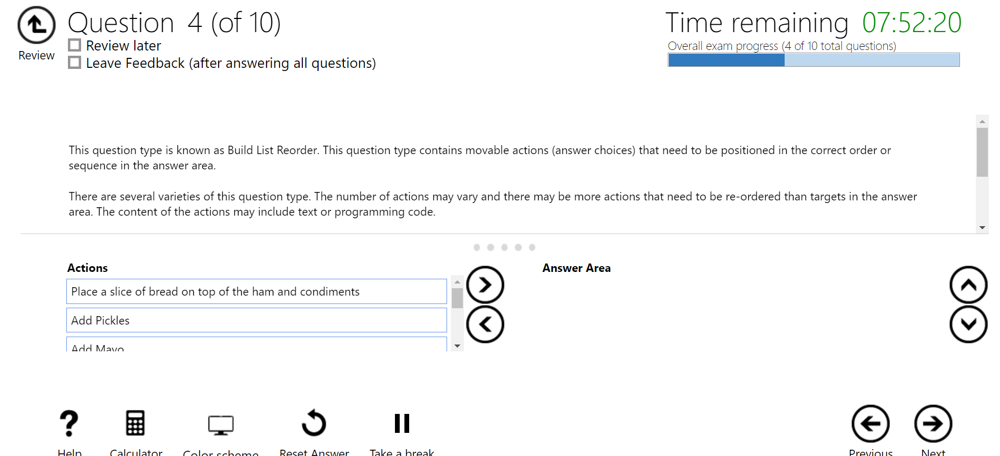 Question 4 (of 10)
Time remaining 07:52:20
Review later
Overall exam progress (4 of 10 total questions)
Review
Leave Feedback (after answering all questions)
This question type is known as Build List Reorder. This question type contains movable actions (answer choices) that need to be positioned in the correct order or
sequence in the answer area.
There are several varieties of this question type. The number of actions may vary and there may be more actions that need to be re-ordered than targets in the answer
area. The content of the actions may include text or programming code.
Actions
Answer Area
Place a slice of bread on top of the ham and condiments
Add Pickles
Add Mayo
Help
Calculator
Color scheme
Reset Answer
Take a break
Previous
Next